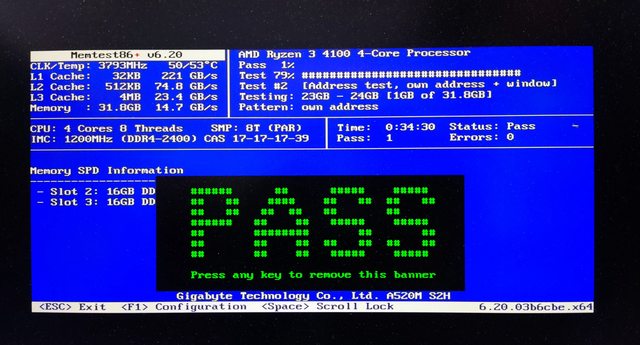 Memtest86+ v6.20
AMD Ryzen 3 4100 4-Core Processor
CLK/Temp: 3793MHz 50/53°C
Pass 1%
L1 Cache: 32KB 221 GB/s
Test 79% ################################
L2 Cache: 512KB 74.8 GB/s
Test #2 [Address test, own address + window]
L3 Cache: 4MB 23.4 GB/s
Testing: 23GB - 24GB [1GB of 31.8GB]
Memory : 31.8GB 14.7 GB/s
Pattern: own address
CPU: 4 Cores 8 Threads SMP: 8T (PAR)
Time: 0:34:30 Status: Pass -
IMC: 1200MHz (DDR4-2400) CAS 17-17-17-39
Pass: 1 Errors: 0
Memory SPD Information
- Slot 2: 16GB DD
- Slot 3: 16GB DD
PASS
Press any key to remove this banner
Gigabyte Technology Co., Ltd. A520M S2H
<ESC> Exit <F1> Configuration <Space> Scroll Lock 6.20.03b6cbe.x64